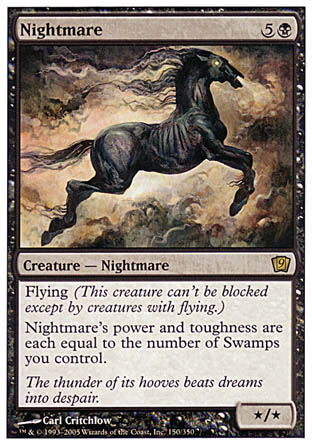 Nightmare 5
Creature — Nightmare
9
Flying (This creature can't be blocked
except by creatures with flying.)
Nightmare's power and toughness are
each equal to the number of Swamps
you control.
The thunder of its hooves beats dreams
into despair.
Carl Critchlow
™ & © 1993–2005 Wizards of the Coast, Inc. 150/350
★/★